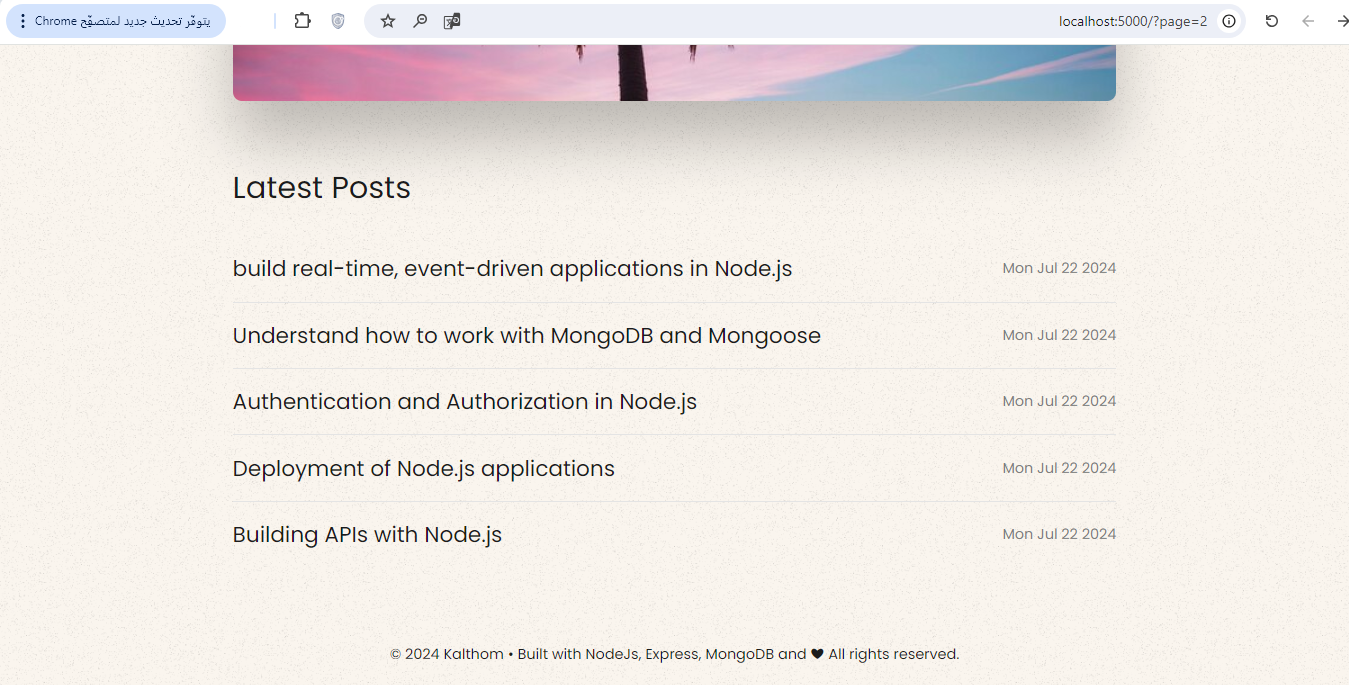 يتوفّر تحديث جديد لمتصفِّح Chrome
localhost:5000/?page=2
Latest Posts
build real-time, event-driven applications in Node.js Mon Jul 22 2024
Understand how to work with MongoDB and Mongoose Mon Jul 22 2024
Authentication and Authorization in Node.js Mon Jul 22 2024
Deployment of Node.js applications Mon Jul 22 2024
Building APIs with Node.js Mon Jul 22 2024
© 2024 Kalthom • Built with NodeJs, Express, MongoDB and ♥ All rights reserved.